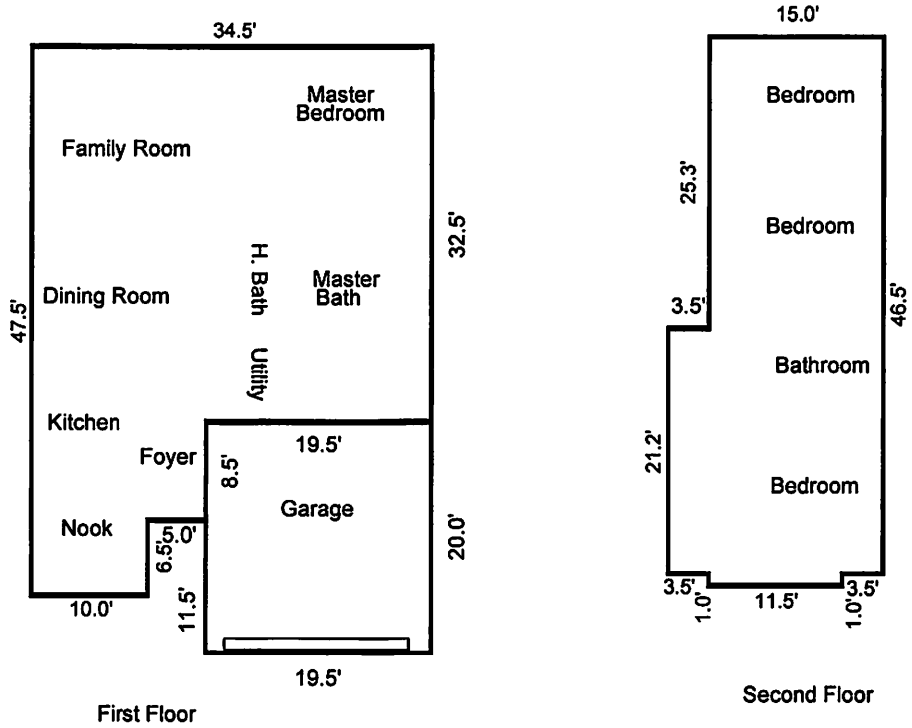 34.5'
Master
Bedroom
Family Room
32.5'
H. Bath
Master
Bath
Dining Room
47.5'
Utility
Kitchen
Foyer
19.5'
8.5'
Garage
Nook
5.0'
6.5'
20.0'
10.0'
11.5'
19.5'
First Floor
15.0'
Bedroom
25.3'
Bedroom
3.5'
46.5'
Bathroom
21.2'
Bedroom
3.5'
1.0'
11.5'
1.0'
3.5'
Second Floor